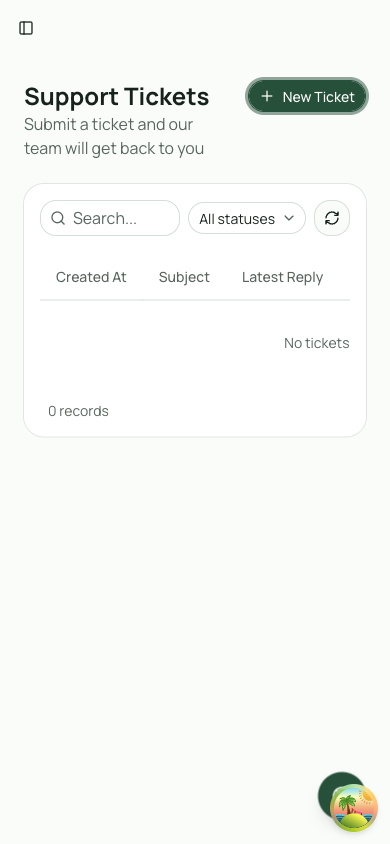 Support Tickets
New Ticket
Submit a ticket and our
team will get back to you
Search...
All statuses
Created At Subject Latest Reply
No tickets
0 records